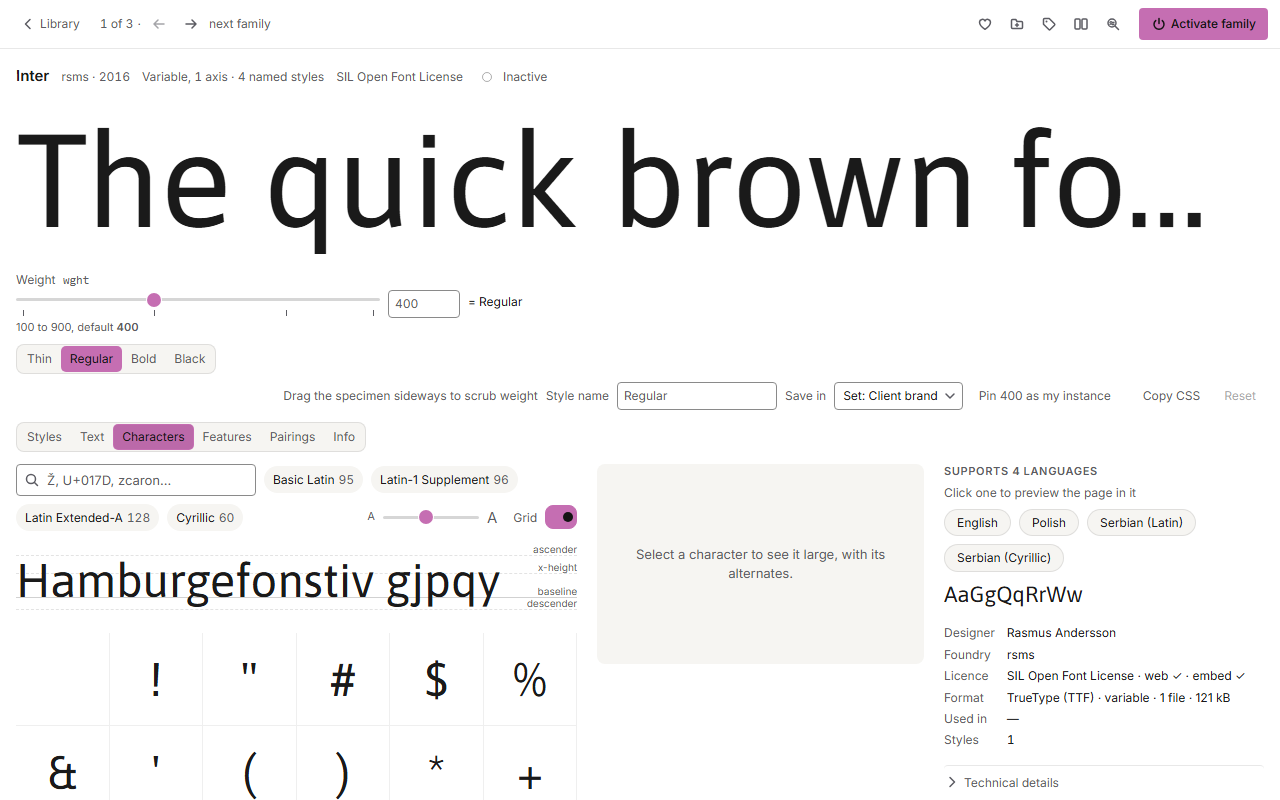 Library 1 of 3 · next family Activate family
Inter rsms · 2016 Variable, 1 axis · 4 named styles SIL Open Font License Inactive
The quick brown fo...
Weight wght
400 = Regular
100 to 900, default 400
Thin Regular Bold Black
Drag the specimen sideways to scrub weight Style name Regular Save in Set: Client brand Pin 400 as my instance Copy CSS Reset
Styles Text Characters Features Pairings Info
Ž, U+017D, zcaron... Basic Latin 95 Latin-1 Supplement 96
Latin Extended-A 128 Cyrillic 60 A A Grid
ascender
x-height
Hamburgefonstiv gjpqy
baseline
descender
! " # $ %
& ' ( ) * +
Select a character to see it large, with its
alternates.
SUPPORTS 4 LANGUAGES
Click one to preview the page in it
English Polish Serbian (Latin)
Serbian (Cyrillic)
AaGgQqRrWw
Designer Rasmus Andersson
Foundry rsms
Licence SIL Open Font License · web ✓ · embed ✓
Format TrueType (TTF) · variable · 1 file · 121 kB
Used in —
Styles 1
Technical details